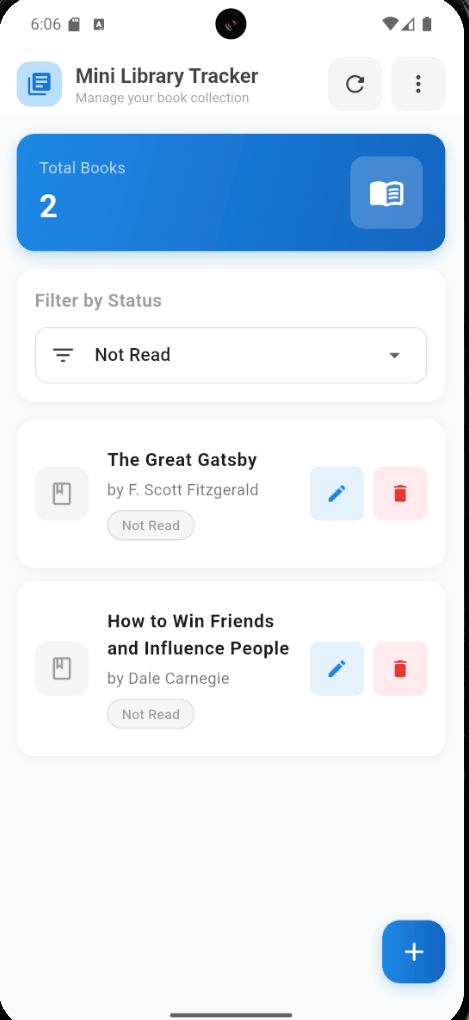 6:06
A
Mini Library Tracker
Manage your book collection
Total Books
2
Filter by Status
Not Read
The Great Gatsby
by F. Scott Fitzgerald
Not Read
How to Win Friends
and Influence People
by Dale Carnegie
Not Read